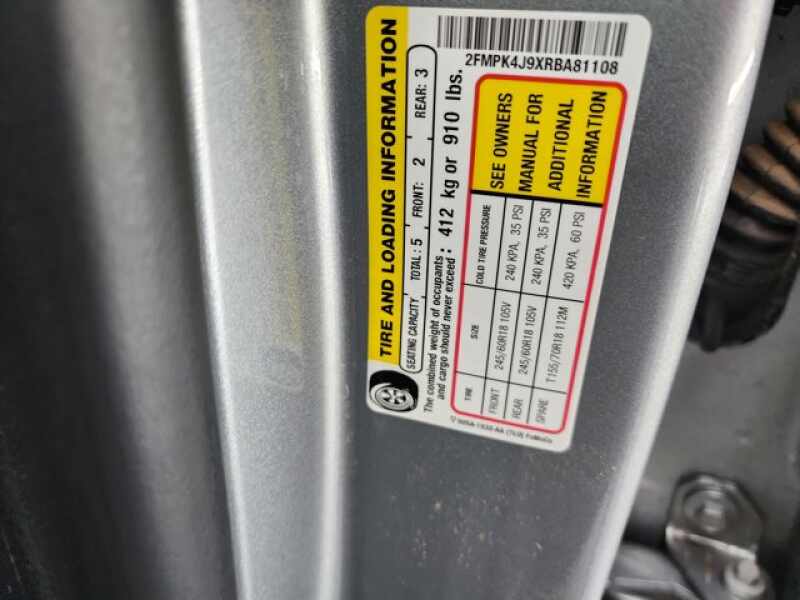 TIRE AND LOADING INFORMATION
SEATING CAPACITY TOTAL: 5 FRONT: 2 REAR: 3
The combined weight of occupants and cargo should never exceed: 412 kg or 910 lbs.
TIRE SIZE COLD TIRE PRESSURE
FRONT 245/60R18 105V 240 KPA, 35 PSI
REAR 245/60R18 105V 240 KPA, 35 PSI
SPARE T155/70R18 112M 420 KPA, 60 PSI
SEE OWNERS
MANUAL FOR
ADDITIONAL
INFORMATION
2FMPK4J9XRBA81108